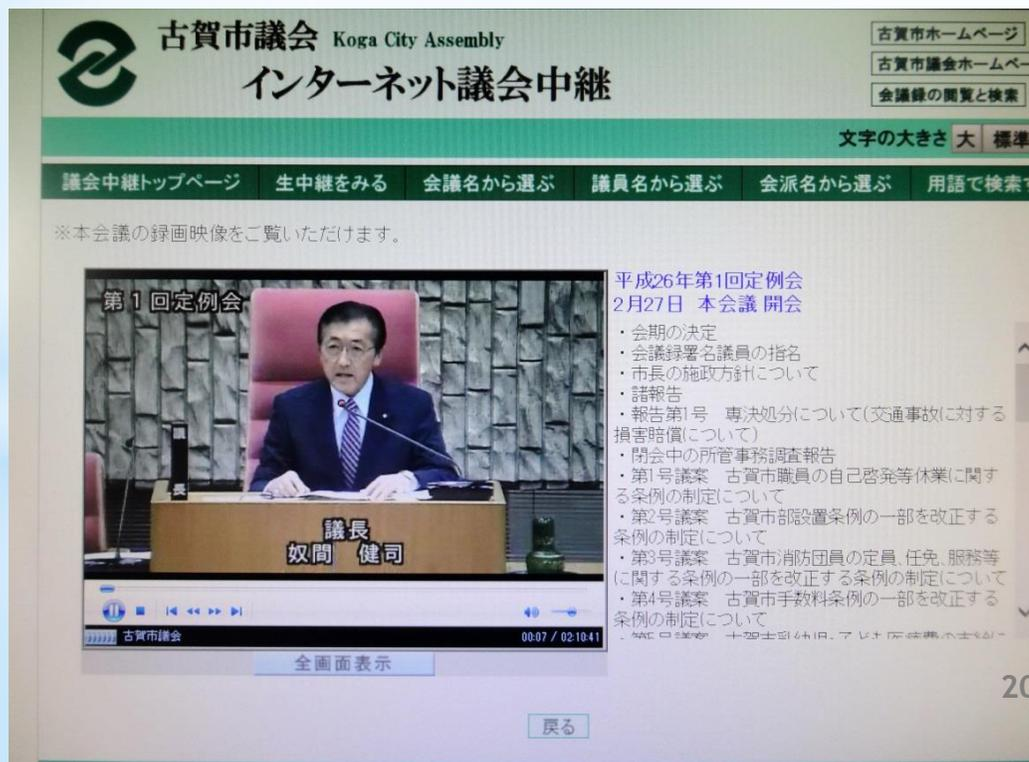 古賀市議会 Koga City Assembly
インターネット議会中継
古賀市ホームページ
古賀市議会ホームペー
会議録の閲覧と検索
文字の大きさ 大 標準
議会中継トップページ 生中継をみる 会議名から選ぶ 議員名から選ぶ 会派名から選ぶ 用語で検索
※本会議の録画映像をご覧いただけます。
第1回定例会
議長
議長
奴間 健司
古賀市議会 00:07 / 02:10:41
全画面表示
平成26年第1回定例会
2月27日 本会議 開会
・会期の決定
・会議録署名議員の指名
・市長の施政方針について
・諸報告
・報告第1号 専決処分について(交通事故に対する
損害賠償について)
・閉会中の所管事務調査報告
・第1号議案 古賀市職員の自己啓発等休業に関す
る条例の制定について
・第2号議案 古賀市部設置条例の一部を改正する
条例の制定について
・第3号議案 古賀市消防団員の定員、任免、服務等
に関する条例の一部を改正する条例の制定について
・第4号議案 古賀市手数料条例の一部を改正する
条例の制定について
戻る
20